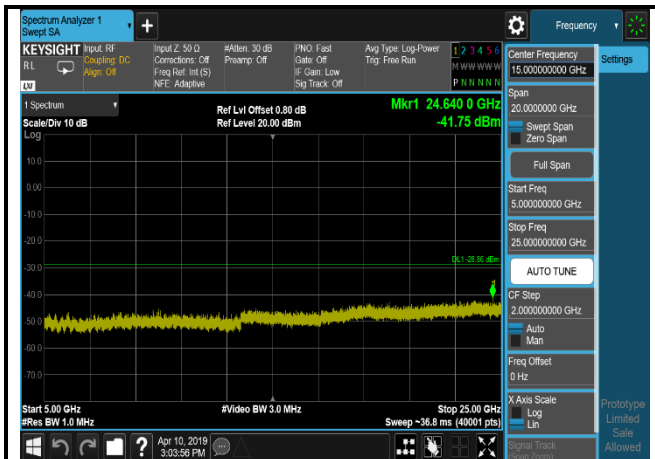 Spectrum Analyzer 1
Swept SA
+
Frequency
KEYSIGHT
Input: RF
Input Z: 50 Ω
#Atten: 30 dB
PNO: Fast
Avg Type: Log-Power
1 2 3 4 5 6
RL
Coupling: DC
Corrections: Off
Preamp: Off
Gate: Off
Trig: Free Run
M W W W W W
Align: Off
Freq Ref: Int (S)
IF Gain: Low
LXI
NFE: Adaptive
Sig Track: Off
P N N N N N
1 Spectrum
Ref Lvl Offset 0.80 dB
Mkr1 24.640 0 GHz
Scale/Div 10 dB
Ref Level 20.00 dBm
-41.75 dBm
Log
10.0
0.00
-10.0
-20.0
DL1 -28.86 dBm
-30.0
-40.0
-50.0
-60.0
-70.0
Start 5.00 GHz
#Video BW 3.0 MHz
Stop 25.00 GHz
#Res BW 1.0 MHz
Sweep ~36.8 ms (40001 pts)
Center Frequency
15.000000000 GHz
Settings
Span
20.0000000 GHz
Swept Span
Zero Span
Full Span
Start Freq
5.000000000 GHz
Stop Freq
25.000000000 GHz
AUTO TUNE
CF Step
2.000000000 GHz
Auto
Man
Freq Offset
0 Hz
X Axis Scale
Log
Lin
Signal Track
(Span Zoom)
Prototype
Limited
Sale
Allowed
?
Apr 10, 2019
3:03:56 PM